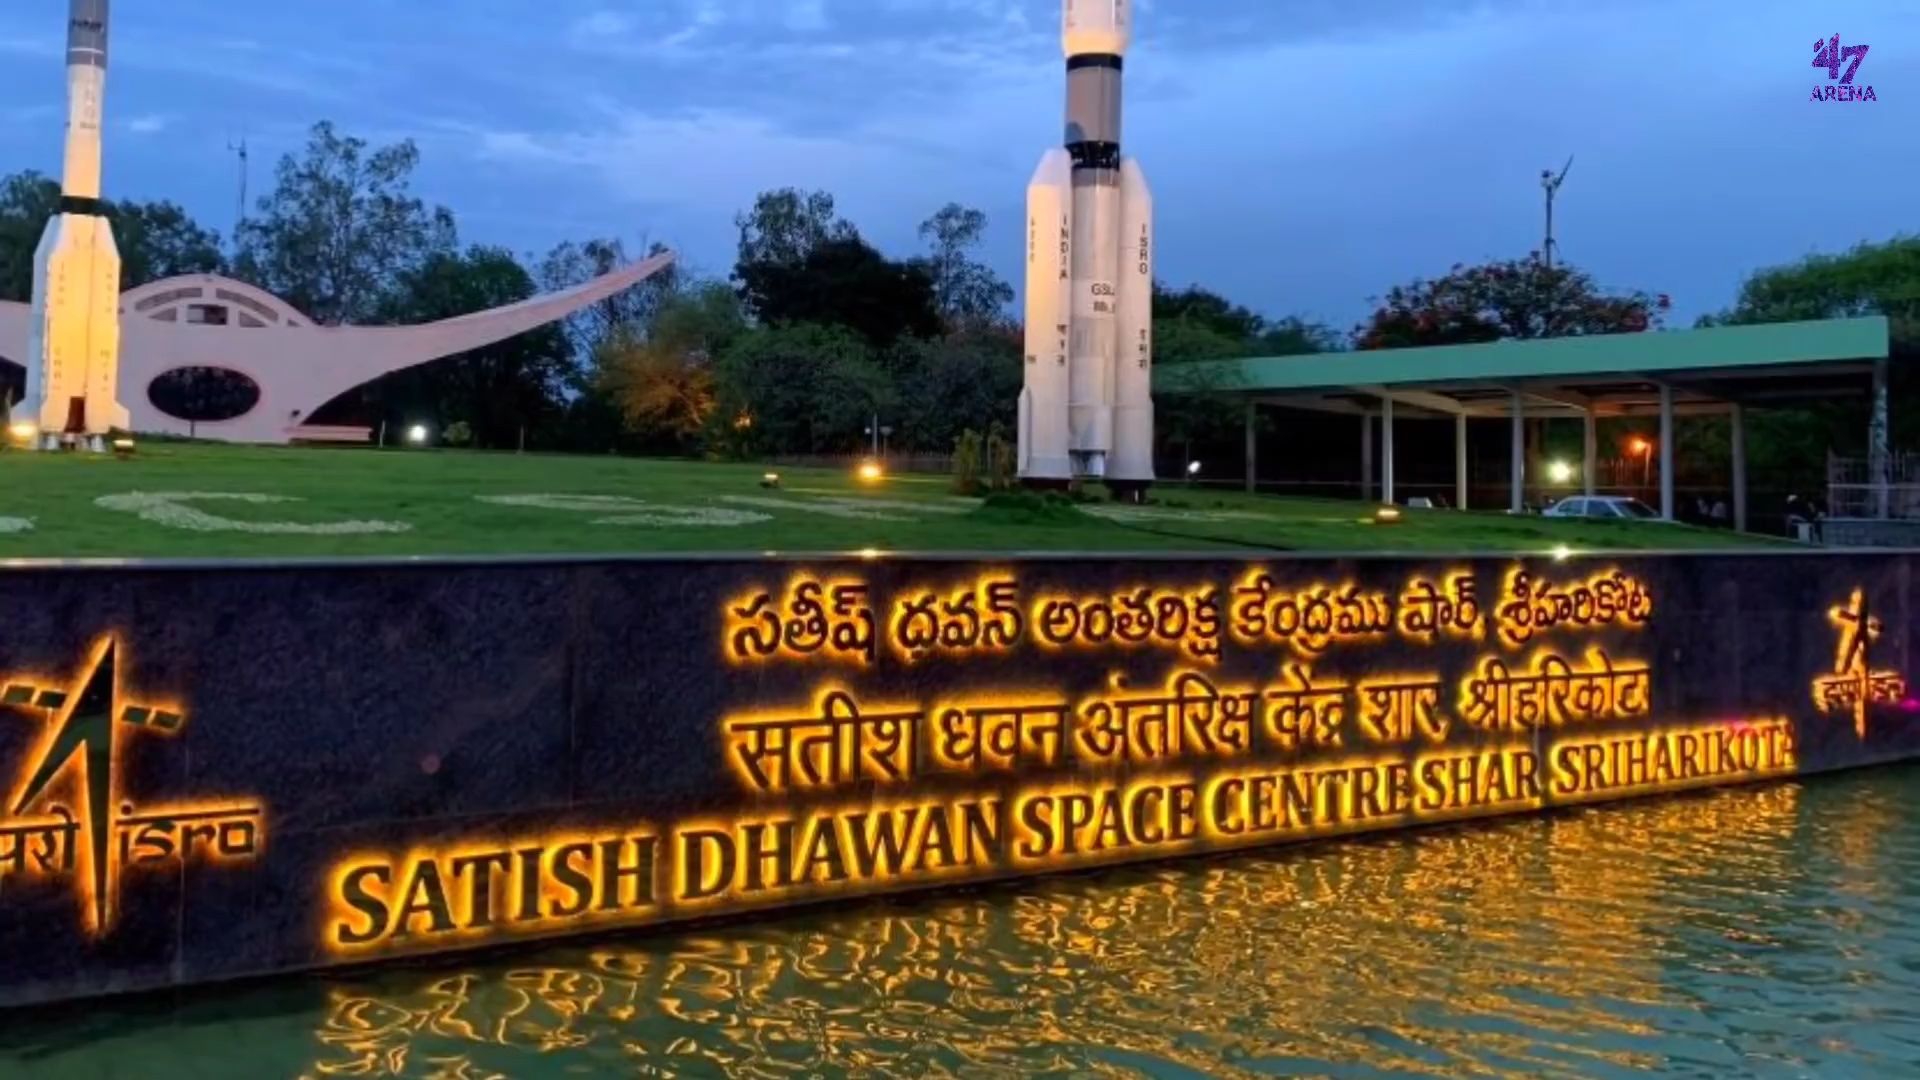 47
ARENA
INDIA
ISRO
సతీష్ ధవన్ అంతరిక్ష కేంద్రము షార్, శ్రీహరికోట
सतीश धवन अंतरिक्ष केंद्र शार, श्रीहरिकोटा
SATISH DHAWAN SPACE CENTRE SHAR, SRIHARIKOTA
isro